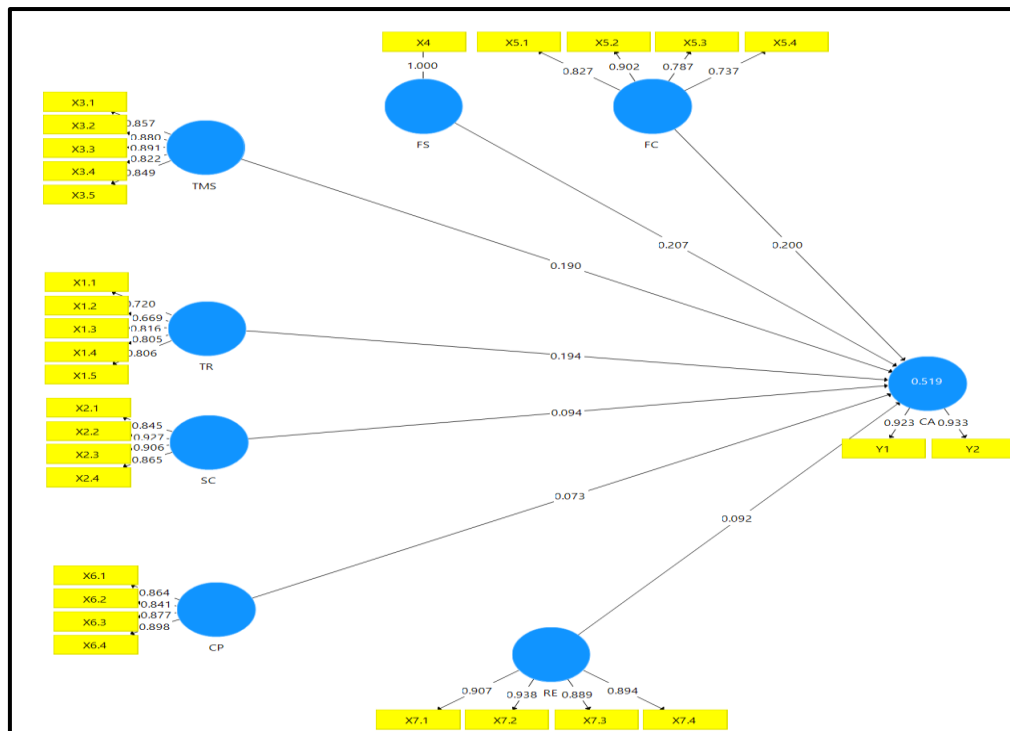 X4
X5.1
X5.2
X5.3
X5.4
1.000
0.827
0.902
0.787
0.737
FS
FC
X3.1
X3.2
X3.3
X3.4
X3.5
0.857
0.880
0.891
0.822
0.849
TMS
0.190
0.207
0.200
X1.1
X1.2
X1.3
X1.4
X1.5
0.720
0.669
0.816
0.805
0.806
TR
0.194
X2.1
X2.2
X2.3
X2.4
0.845
0.927
0.906
0.865
SC
0.094
0.519
0.923
CA
0.933
Y1
Y2
X6.1
X6.2
X6.3
X6.4
0.864
0.841
0.877
0.898
CP
0.073
0.092
RE
0.907
0.938
0.889
0.894
X7.1
X7.2
X7.3
X7.4